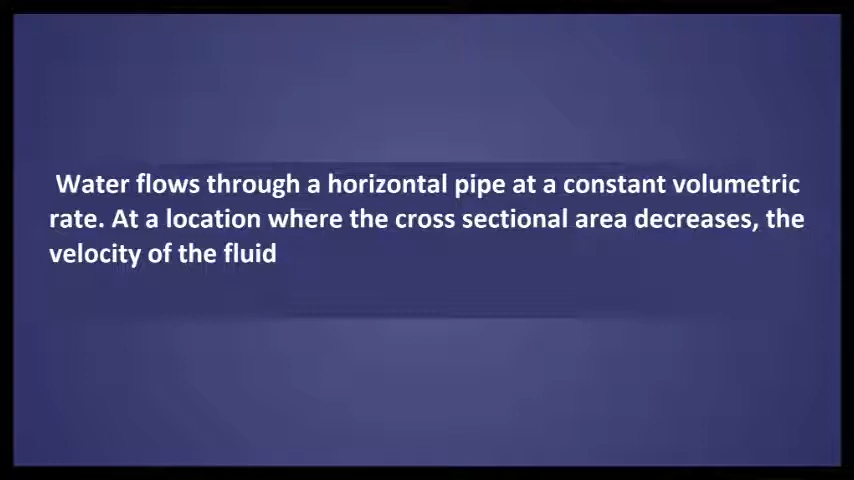 Water flows through a horizontal pipe at a constant volumetric
rate. At a location where the cross sectional area decreases, the
velocity of the fluid